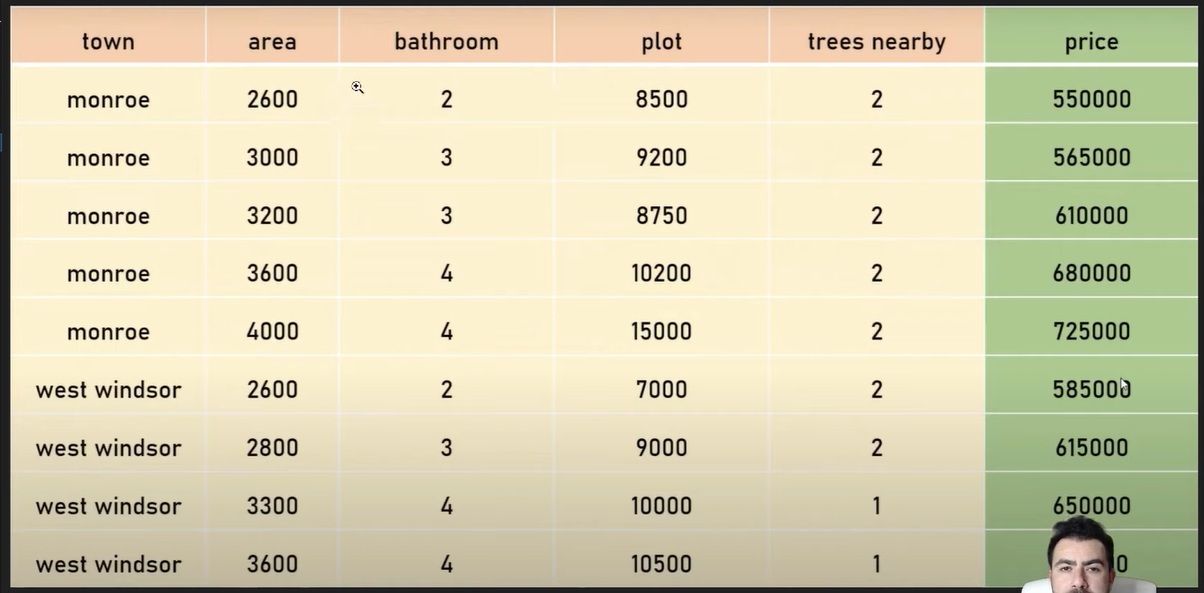 town area bathroom plot trees nearby price
monroe 2600 2 8500 2 550000
monroe 3000 3 9200 2 565000
monroe 3200 3 8750 2 610000
monroe 3600 4 10200 2 680000
monroe 4000 4 15000 2 725000
west windsor 2600 2 7000 2 585000
west windsor 2800 3 9000 2 615000
west windsor 3300 4 10000 1 650000
west windsor 3600 4 10500 1